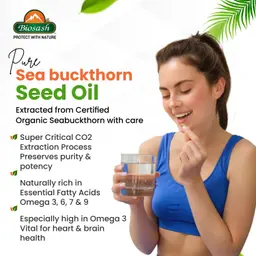 Biosash
PROTECT WITH NATURE
Pure
Sea buckthorn
Seed Oil
Extracted from Certified
Organic Seabuckthorn with care
Super Critical CO2
Extraction Process
Preserves purity &
potency
Naturally rich in
Essential Fatty Acids
Omega 3, 6, 7 & 9
Especially high in Omega 3
Vital for heart & brain
health